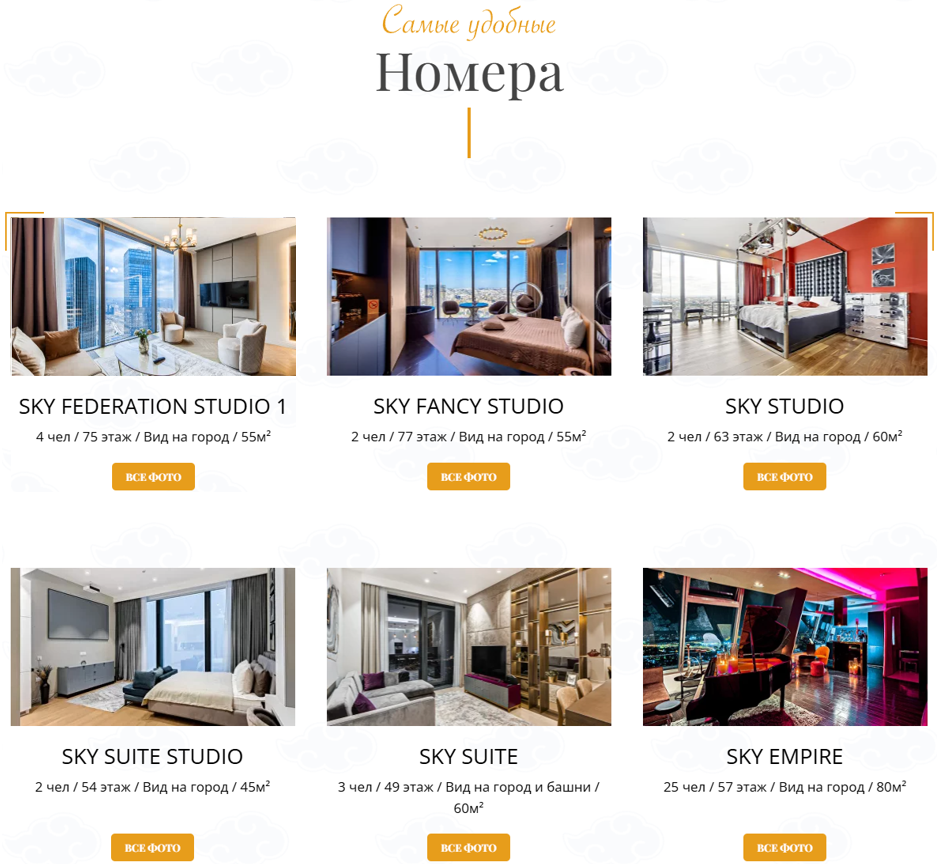 Самые удобные
Номера
SKY FEDERATION STUDIO 1
4 чел / 75 этаж / Вид на город / 55м²
ВСЕ ФОТО
SKY FANCY STUDIO
2 чел / 77 этаж / Вид на город / 55м²
ВСЕ ФОТО
SKY STUDIO
2 чел / 63 этаж / Вид на город / 60м²
ВСЕ ФОТО
SKY SUITE STUDIO
2 чел / 54 этаж / Вид на город / 45м²
ВСЕ ФОТО
SKY SUITE
3 чел / 49 этаж / Вид на город и башни /
60м²
ВСЕ ФОТО
SKY EMPIRE
25 чел / 57 этаж / Вид на город / 80м²
ВСЕ ФОТО